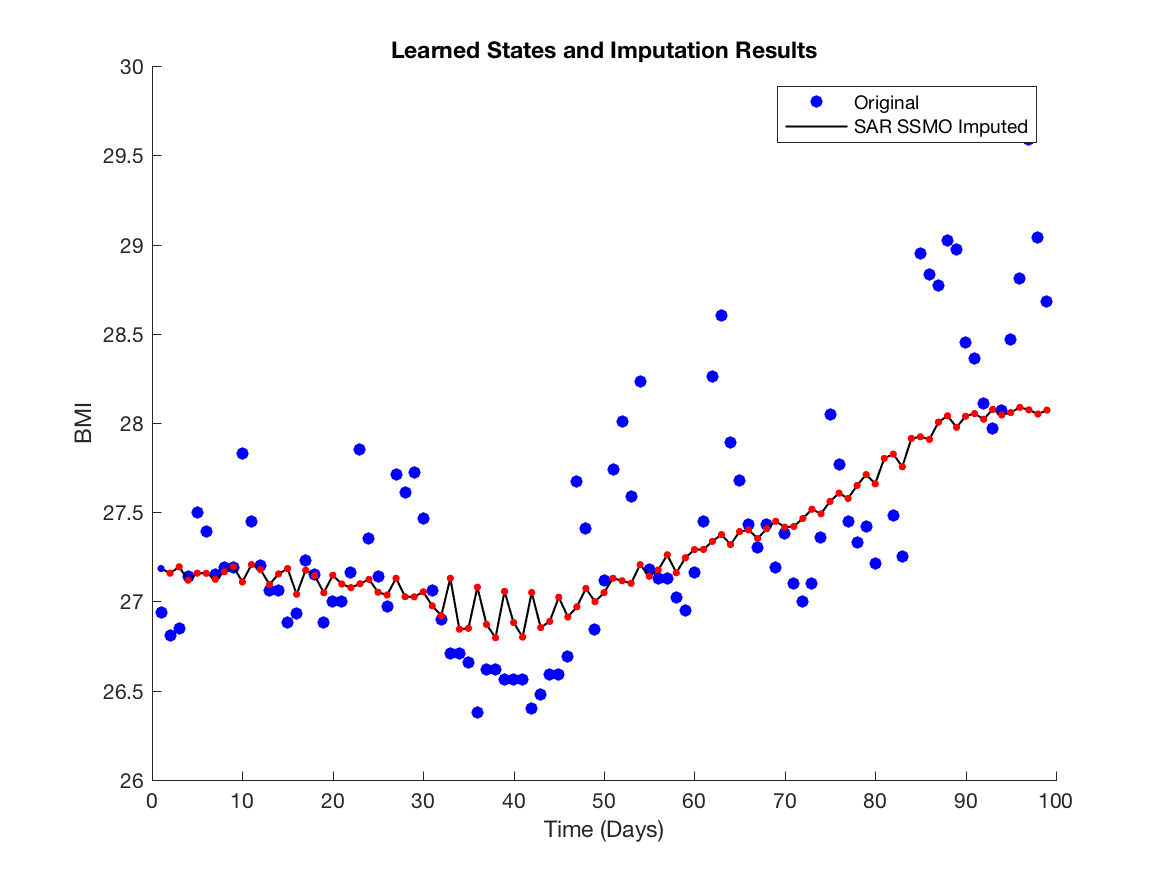 Learned States and Imputation Results
30
29.5
29
28.5
28
27.5
27
26.5
26
BMI
Original
SAR SSMO Imputed
0 10 20 30 40 50 60 70 80 90 100
Time (Days)